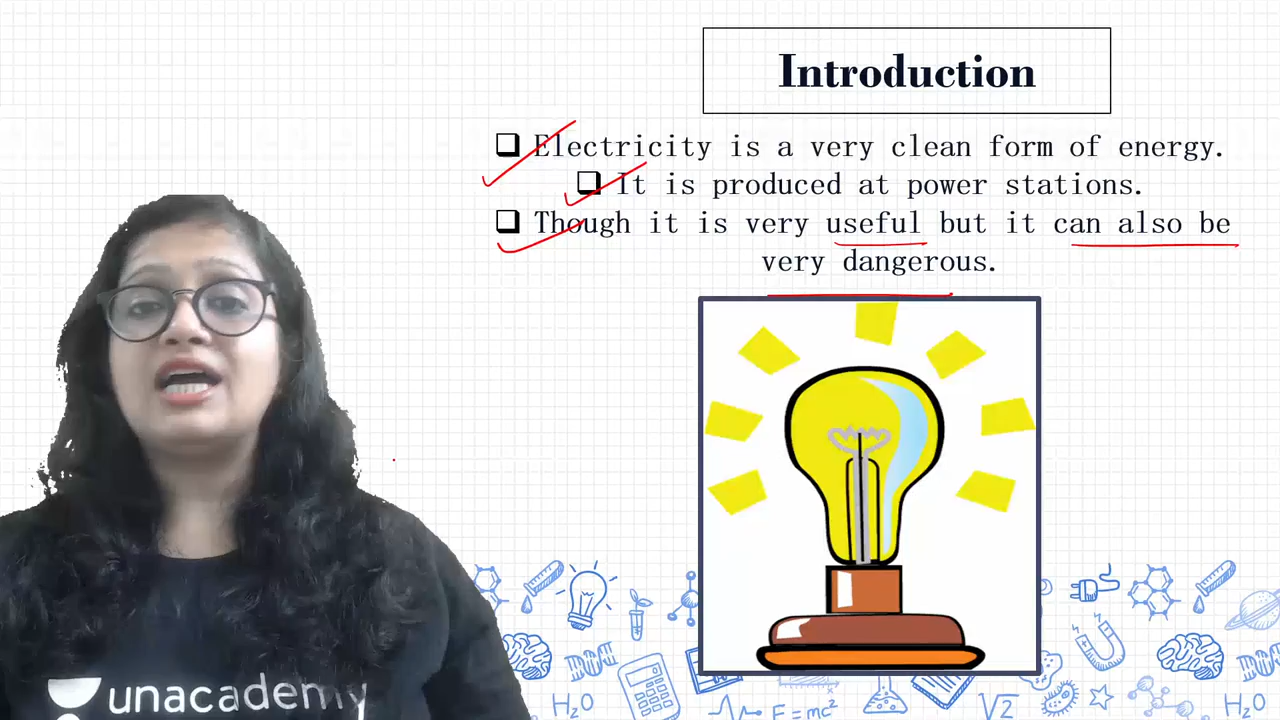 Introduction
Electricity is a very clean form of energy.
It is produced at power stations.
Though it is very useful but it can also be
very dangerous.
unacademy
H₂O
F=mc²
√2
H₂O